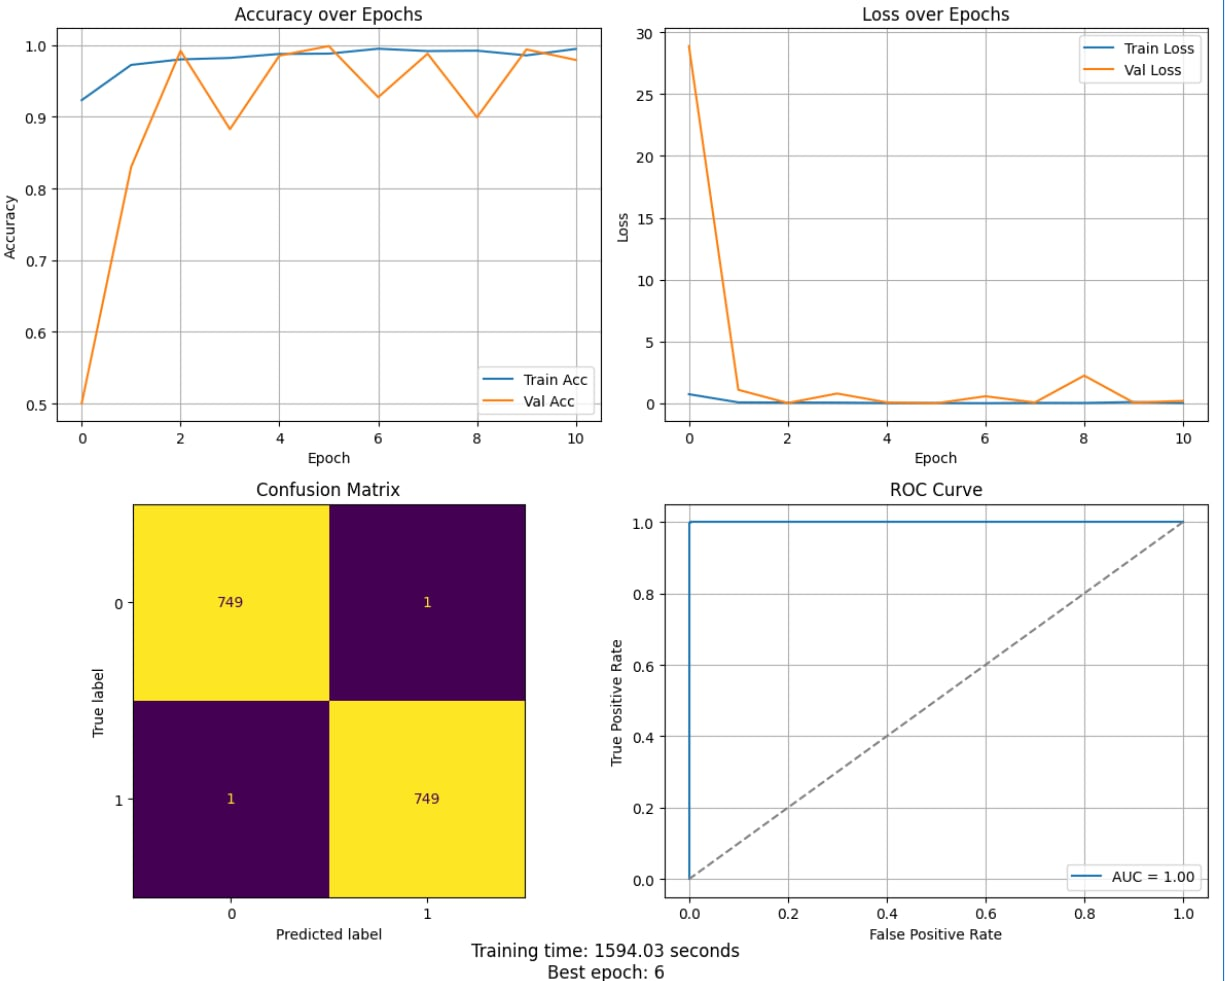 Accuracy over Epochs
1.0
0.9
0.8
0.7
0.6
0.5
Accuracy
0 2 4 6 8 10
Epoch
Train Acc
Val Acc
Loss over Epochs
30
25
20
15
10
5
0
Loss
0 2 4 6 8 10
Epoch
Train Loss
Val Loss
Confusion Matrix
True label
0
1
749 1
1 749
0 1
Predicted label
ROC Curve
1.0
0.8
0.6
0.4
0.2
0.0
True Positive Rate
0.0 0.2 0.4 0.6 0.8 1.0
False Positive Rate
AUC = 1.00
Training time: 1594.03 seconds
Best epoch: 6